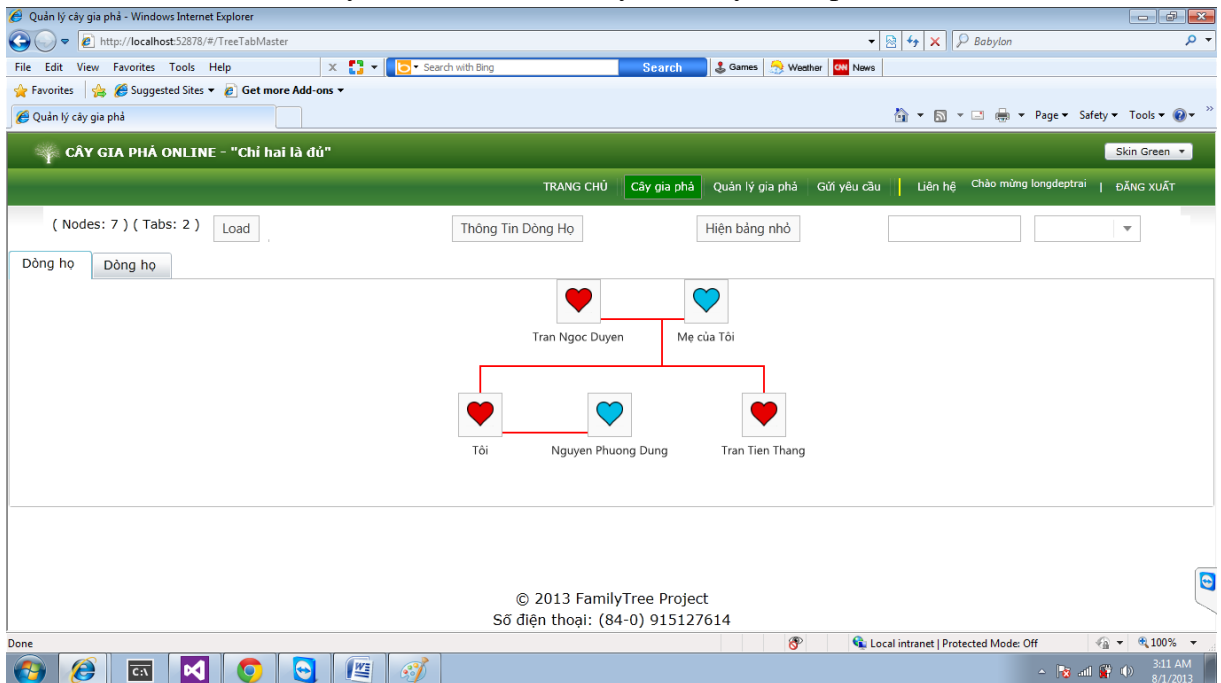 Quản lý cây gia phả - Windows Internet Explorer
http://localhost:52878/#/TreeTabMaster
Babylon
File Edit View Favorites Tools Help
x Search with Bing Search Games Weather CNN News
Favorites Suggested Sites Get more Add-ons
Quản lý cây gia phả
Page Safety Tools
CÂY GIA PHẢ ONLINE - "Chỉ hai là đủ"
Skin Green
TRANG CHỦ Cây gia phả Quản lý gia phả Gửi yêu cầu Liên hệ Chào mừng longdeptrai | ĐĂNG XUẤT
( Nodes: 7 ) ( Tabs: 2 ) Load Thông Tin Dòng Họ Hiện bảng nhỏ
Dòng họ Dòng họ
Tran Ngoc Duyen Mẹ của Tôi
Tôi Nguyen Phuong Dung Tran Tien Thang
© 2013 FamilyTree Project
Số điện thoại: (84-0) 915127614
Done Local intranet | Protected Mode: Off 100%
C:\
3:11 AM
8/1/2013